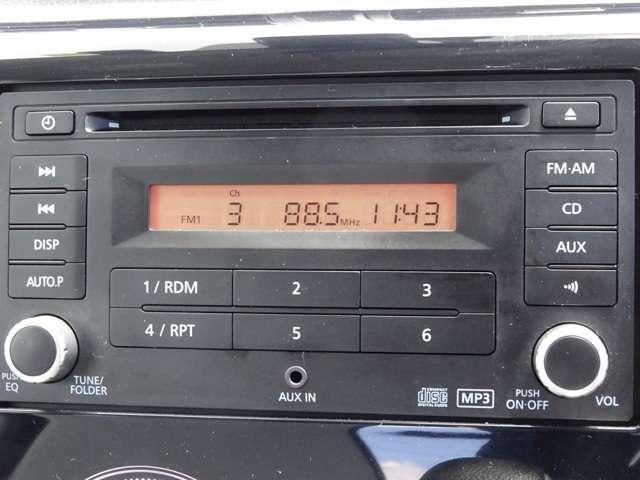 FM·AM
Ch
FM1 3 88.5 MHz 11:43
CD
DISP
AUX
AUTO.P
1 / RDM 2 3
4 / RPT 5 6
PUSH EQ
TUNE/
FOLDER
AUX IN
COMPACT
disc
DIGITAL AUDIO
MP3
PUSH
ON·OFF
VOL